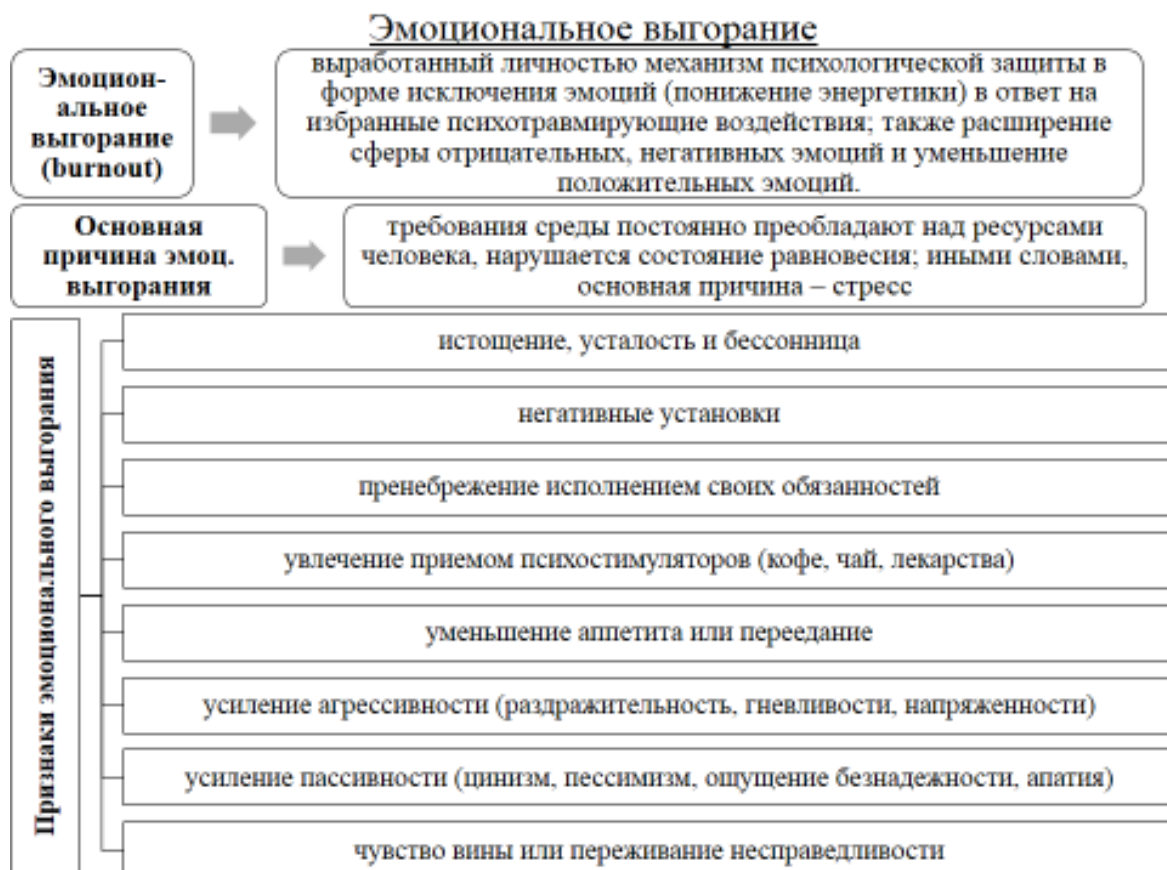 Эмоциональное выгорание
Эмоцион-
альное
выгорание
(burnout)
выработанный личностью механизм психологической защиты в
форме исключения эмоций (понижение энергетики) в ответ на
избранные психотравмирующие воздействия; также расширение
сферы отрицательных, негативных эмоций и уменьшение
положительных эмоций.
Основная
причина эмоц.
выгорания
требования среды постоянно преобладают над ресурсами
человека, нарушается состояние равновесия; иными словами,
основная причина – стресс
Признаки эмоционального выгорания
истощение, усталость и бессонница
негативные установки
пренебрежение исполнением своих обязанностей
увлечение приемом психостимуляторов (кофе, чай, лекарства)
уменьшение аппетита или переедание
усиление агрессивности (раздражительность, гневливости, напряженности)
усиление пассивности (цинизм, пессимизм, ощущение безнадежности, апатия)
чувство вины или переживание несправедливости